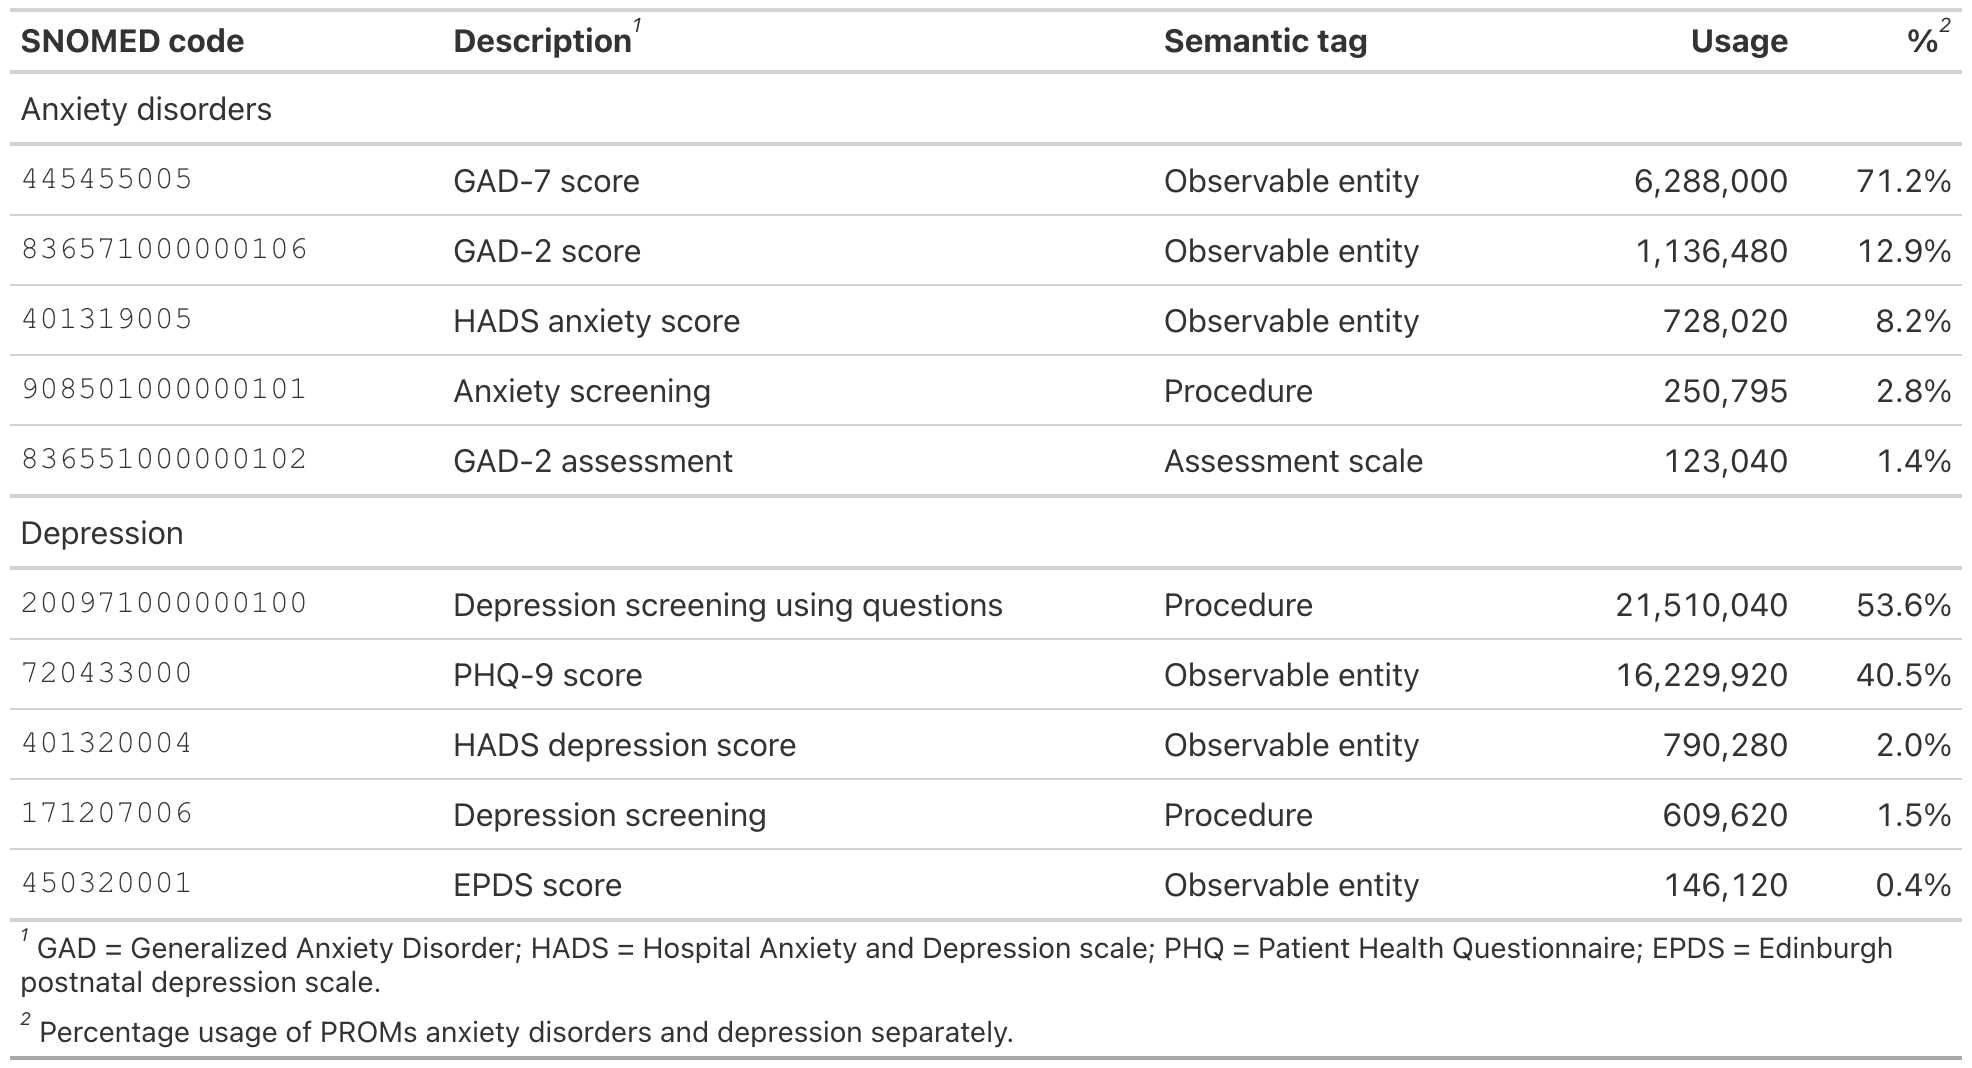 SNOMED code Description1 Semantic tag Usage %2
Anxiety disorders
445455005 GAD-7 score Observable entity 6,288,000 71.2%
836571000000106 GAD-2 score Observable entity 1,136,480 12.9%
401319005 HADS anxiety score Observable entity 728,020 8.2%
908501000000101 Anxiety screening Procedure 250,795 2.8%
836551000000102 GAD-2 assessment Assessment scale 123,040 1.4%
Depression
200971000000100 Depression screening using questions Procedure 21,510,040 53.6%
720433000 PHQ-9 score Observable entity 16,229,920 40.5%
401320004 HADS depression score Observable entity 790,280 2.0%
171207006 Depression screening Procedure 609,620 1.5%
450320001 EPDS score Observable entity 146,120 0.4%
1 GAD = Generalized Anxiety Disorder; HADS = Hospital Anxiety and Depression scale; PHQ = Patient Health Questionnaire; EPDS = Edinburgh
postnatal depression scale.
2 Percentage usage of PROMs anxiety disorders and depression separately.